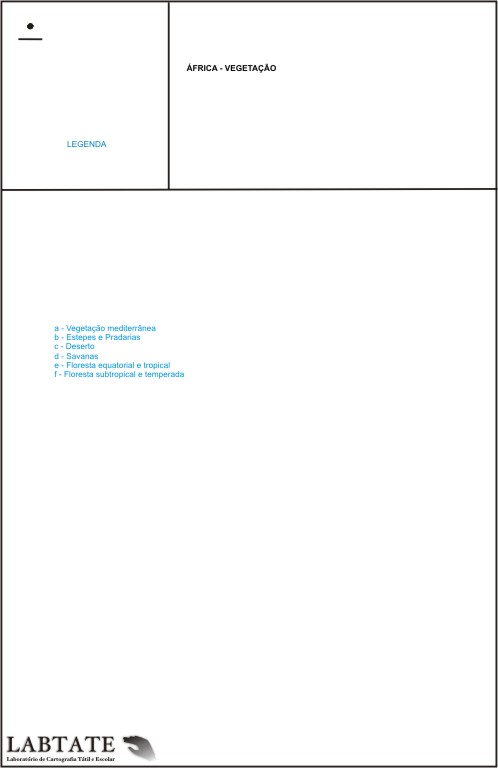 ÁFRICA - VEGETAÇÃO
LEGENDA
a - Vegetação mediterrânea
b - Estepes e Pradarias
c - Deserto
d - Savanas
e - Floresta equatorial e tropical
f - Floresta subtropical e temperada
LABTATE
Laboratório de Cartografia Tátil e Escolar